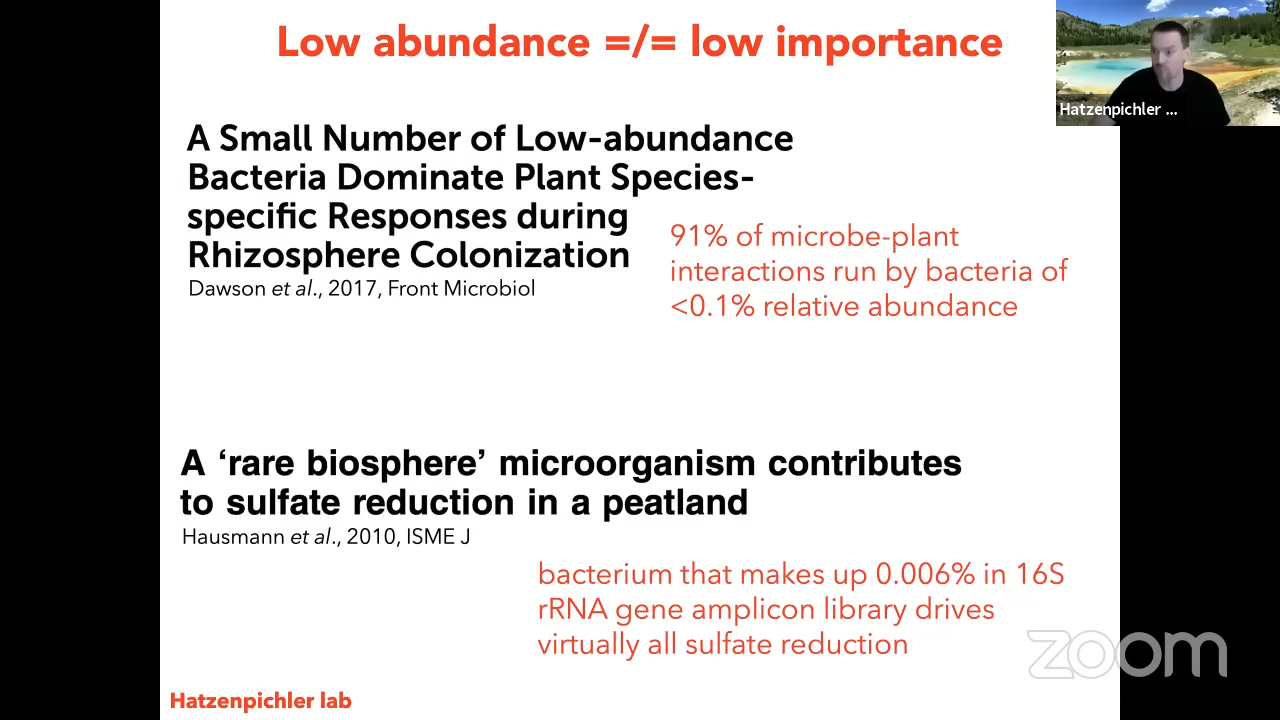 Low abundance =/= low importance
Hatzenpichler ...
A Small Number of Low-abundance
Bacteria Dominate Plant Species-
specific Responses during
Rhizosphere Colonization
Dawson et al., 2017, Front Microbiol
91% of microbe-plant
interactions run by bacteria of
<0.1% relative abundance
A ‘rare biosphere’ microorganism contributes
to sulfate reduction in a peatland
Hausmann et al., 2010, ISME J
bacterium that makes up 0.006% in 16S
rRNA gene amplicon library drives
virtually all sulfate reduction
zoom
Hatzenpichler lab